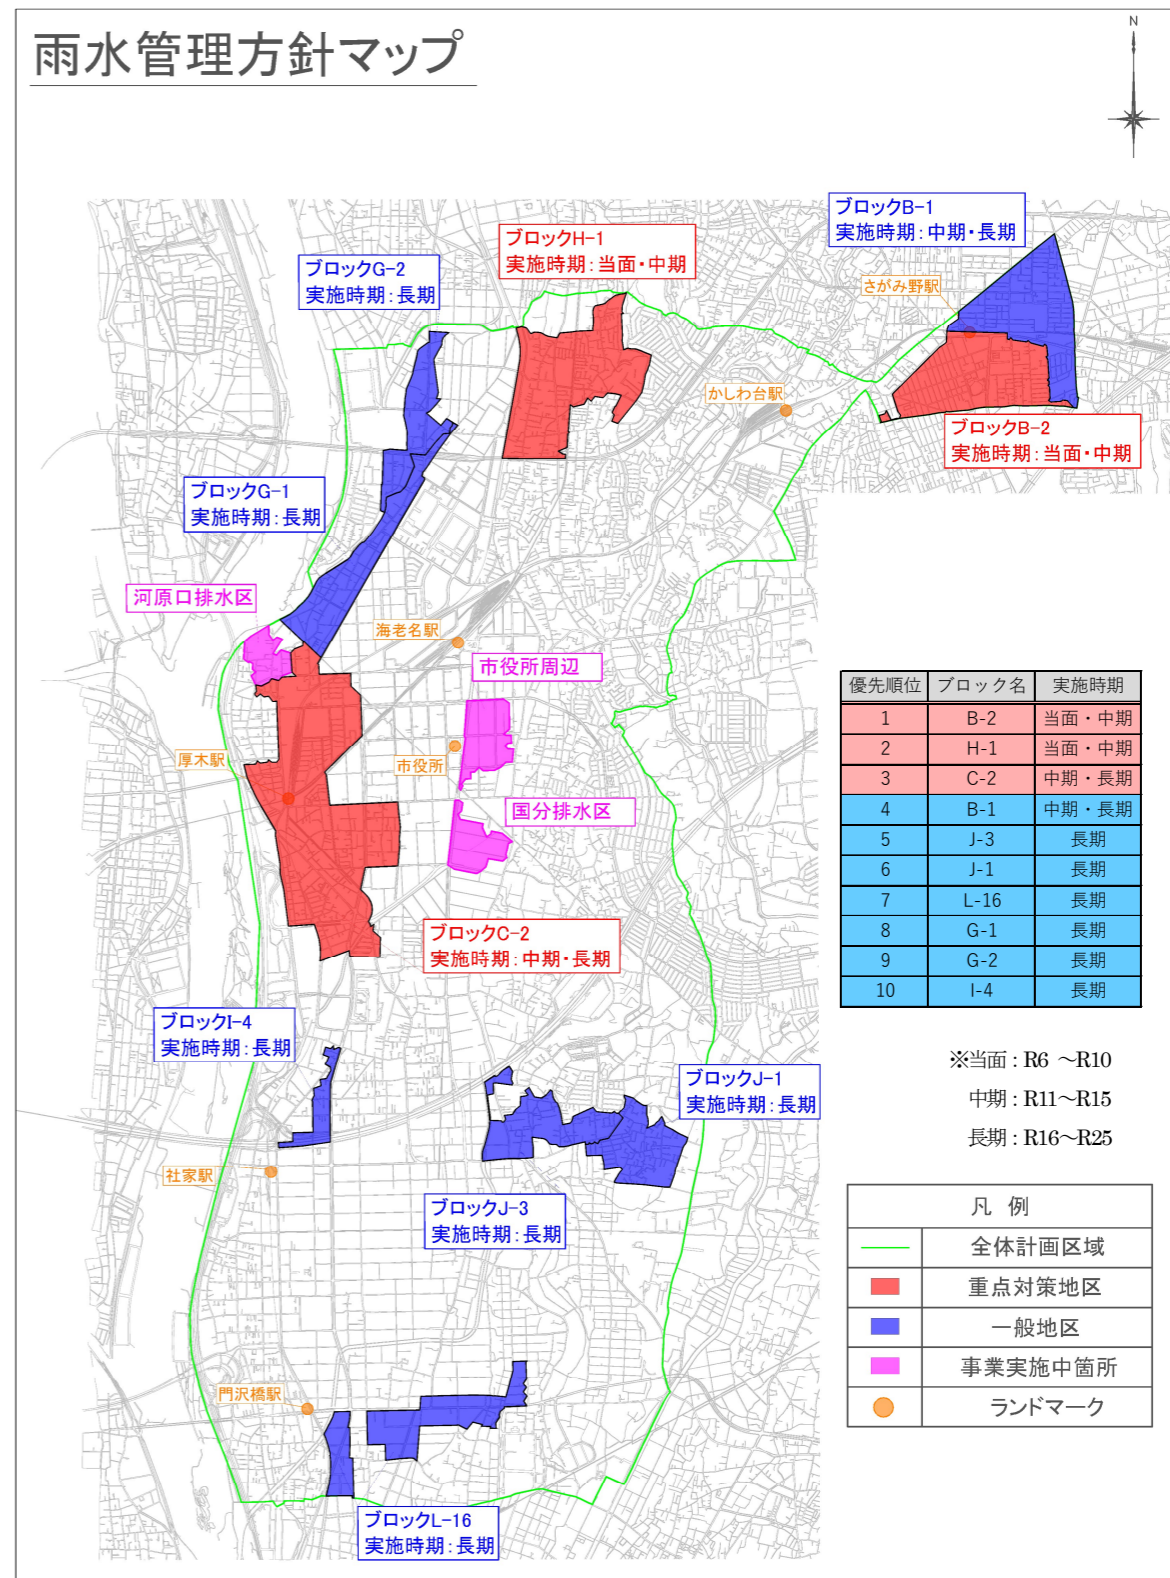 雨水管理方針マップ
N
ブロックB-1
実施時期：中期・長期
ブロックH-1
実施時期：当面・中期
ブロックG-2
実施時期：長期
さがみ野駅
かしわ台駅
ブロックB-2
実施時期：当面・中期
ブロックG-1
実施時期：長期
河原口排水区
海老名駅
市役所周辺
厚木駅
市役所
国分排水区
ブロックC-2
実施時期：中期・長期
優先順位 ブロック名 実施時期
1 B-2 当面・中期
2 H-1 当面・中期
3 C-2 中期・長期
4 B-1 中期・長期
5 J-3 長期
6 J-1 長期
7 L-16 長期
8 G-1 長期
9 G-2 長期
10 I-4 長期
ブロックI-4
実施時期：長期
※当面：R6 ～R10
中期：R11～R15
長期：R16～R25
ブロックJ-1
実施時期：長期
社家駅
ブロックJ-3
実施時期：長期
凡 例
全体計画区域
重点対策地区
一般地区
事業実施中箇所
ランドマーク
門沢橋駅
ブロックL-16
実施時期：長期